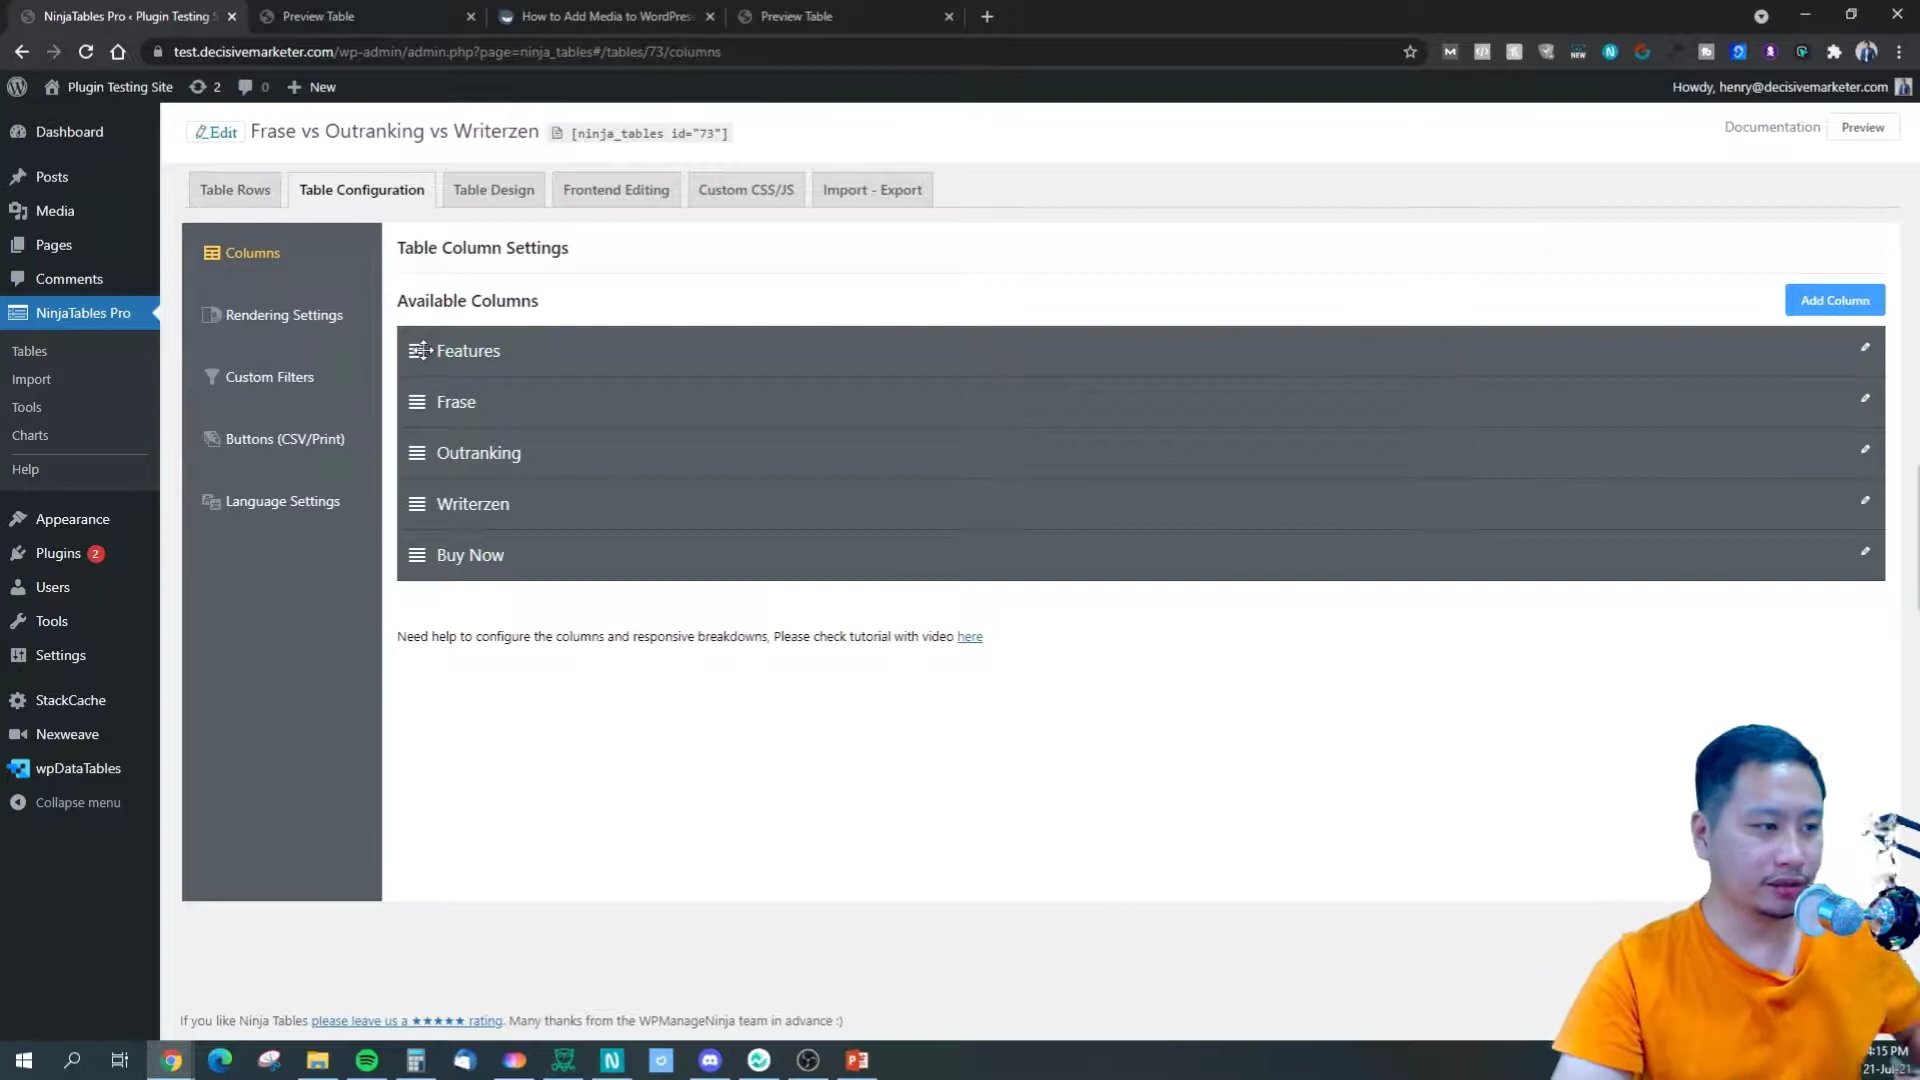 NinjaTables Pro ‹ Plugin Testing S
Preview Table
How to Add Media to WordPres
Preview Table
test.decisivemarketer.com/wp-admin/admin.php?page=ninja_tables#/tables/73/columns
Plugin Testing Site
2
0
New
Howdy, henry@decisivemarketer.com
Dashboard
Posts
Media
Pages
Comments
NinjaTables Pro
Tables
Import
Tools
Charts
Help
Appearance
Plugins 2
Users
Tools
Settings
StackCache
Nexweave
wpDataTables
Collapse menu
Edit
Frase vs Outranking vs Writerzen
[ninja_tables id="73"]
Documentation
Preview
Table Rows
Table Configuration
Table Design
Frontend Editing
Custom CSS/JS
Import - Export
Columns
Rendering Settings
Custom Filters
Buttons (CSV/Print)
Language Settings
Table Column Settings
Available Columns
Add Column
Features
Frase
Outranking
Writerzen
Buy Now
Need help to configure the columns and responsive breakdowns, Please check tutorial with video here
If you like Ninja Tables please leave us a ★★★★★ rating. Many thanks from the WPManageNinja team in advance :)
4:15 PM